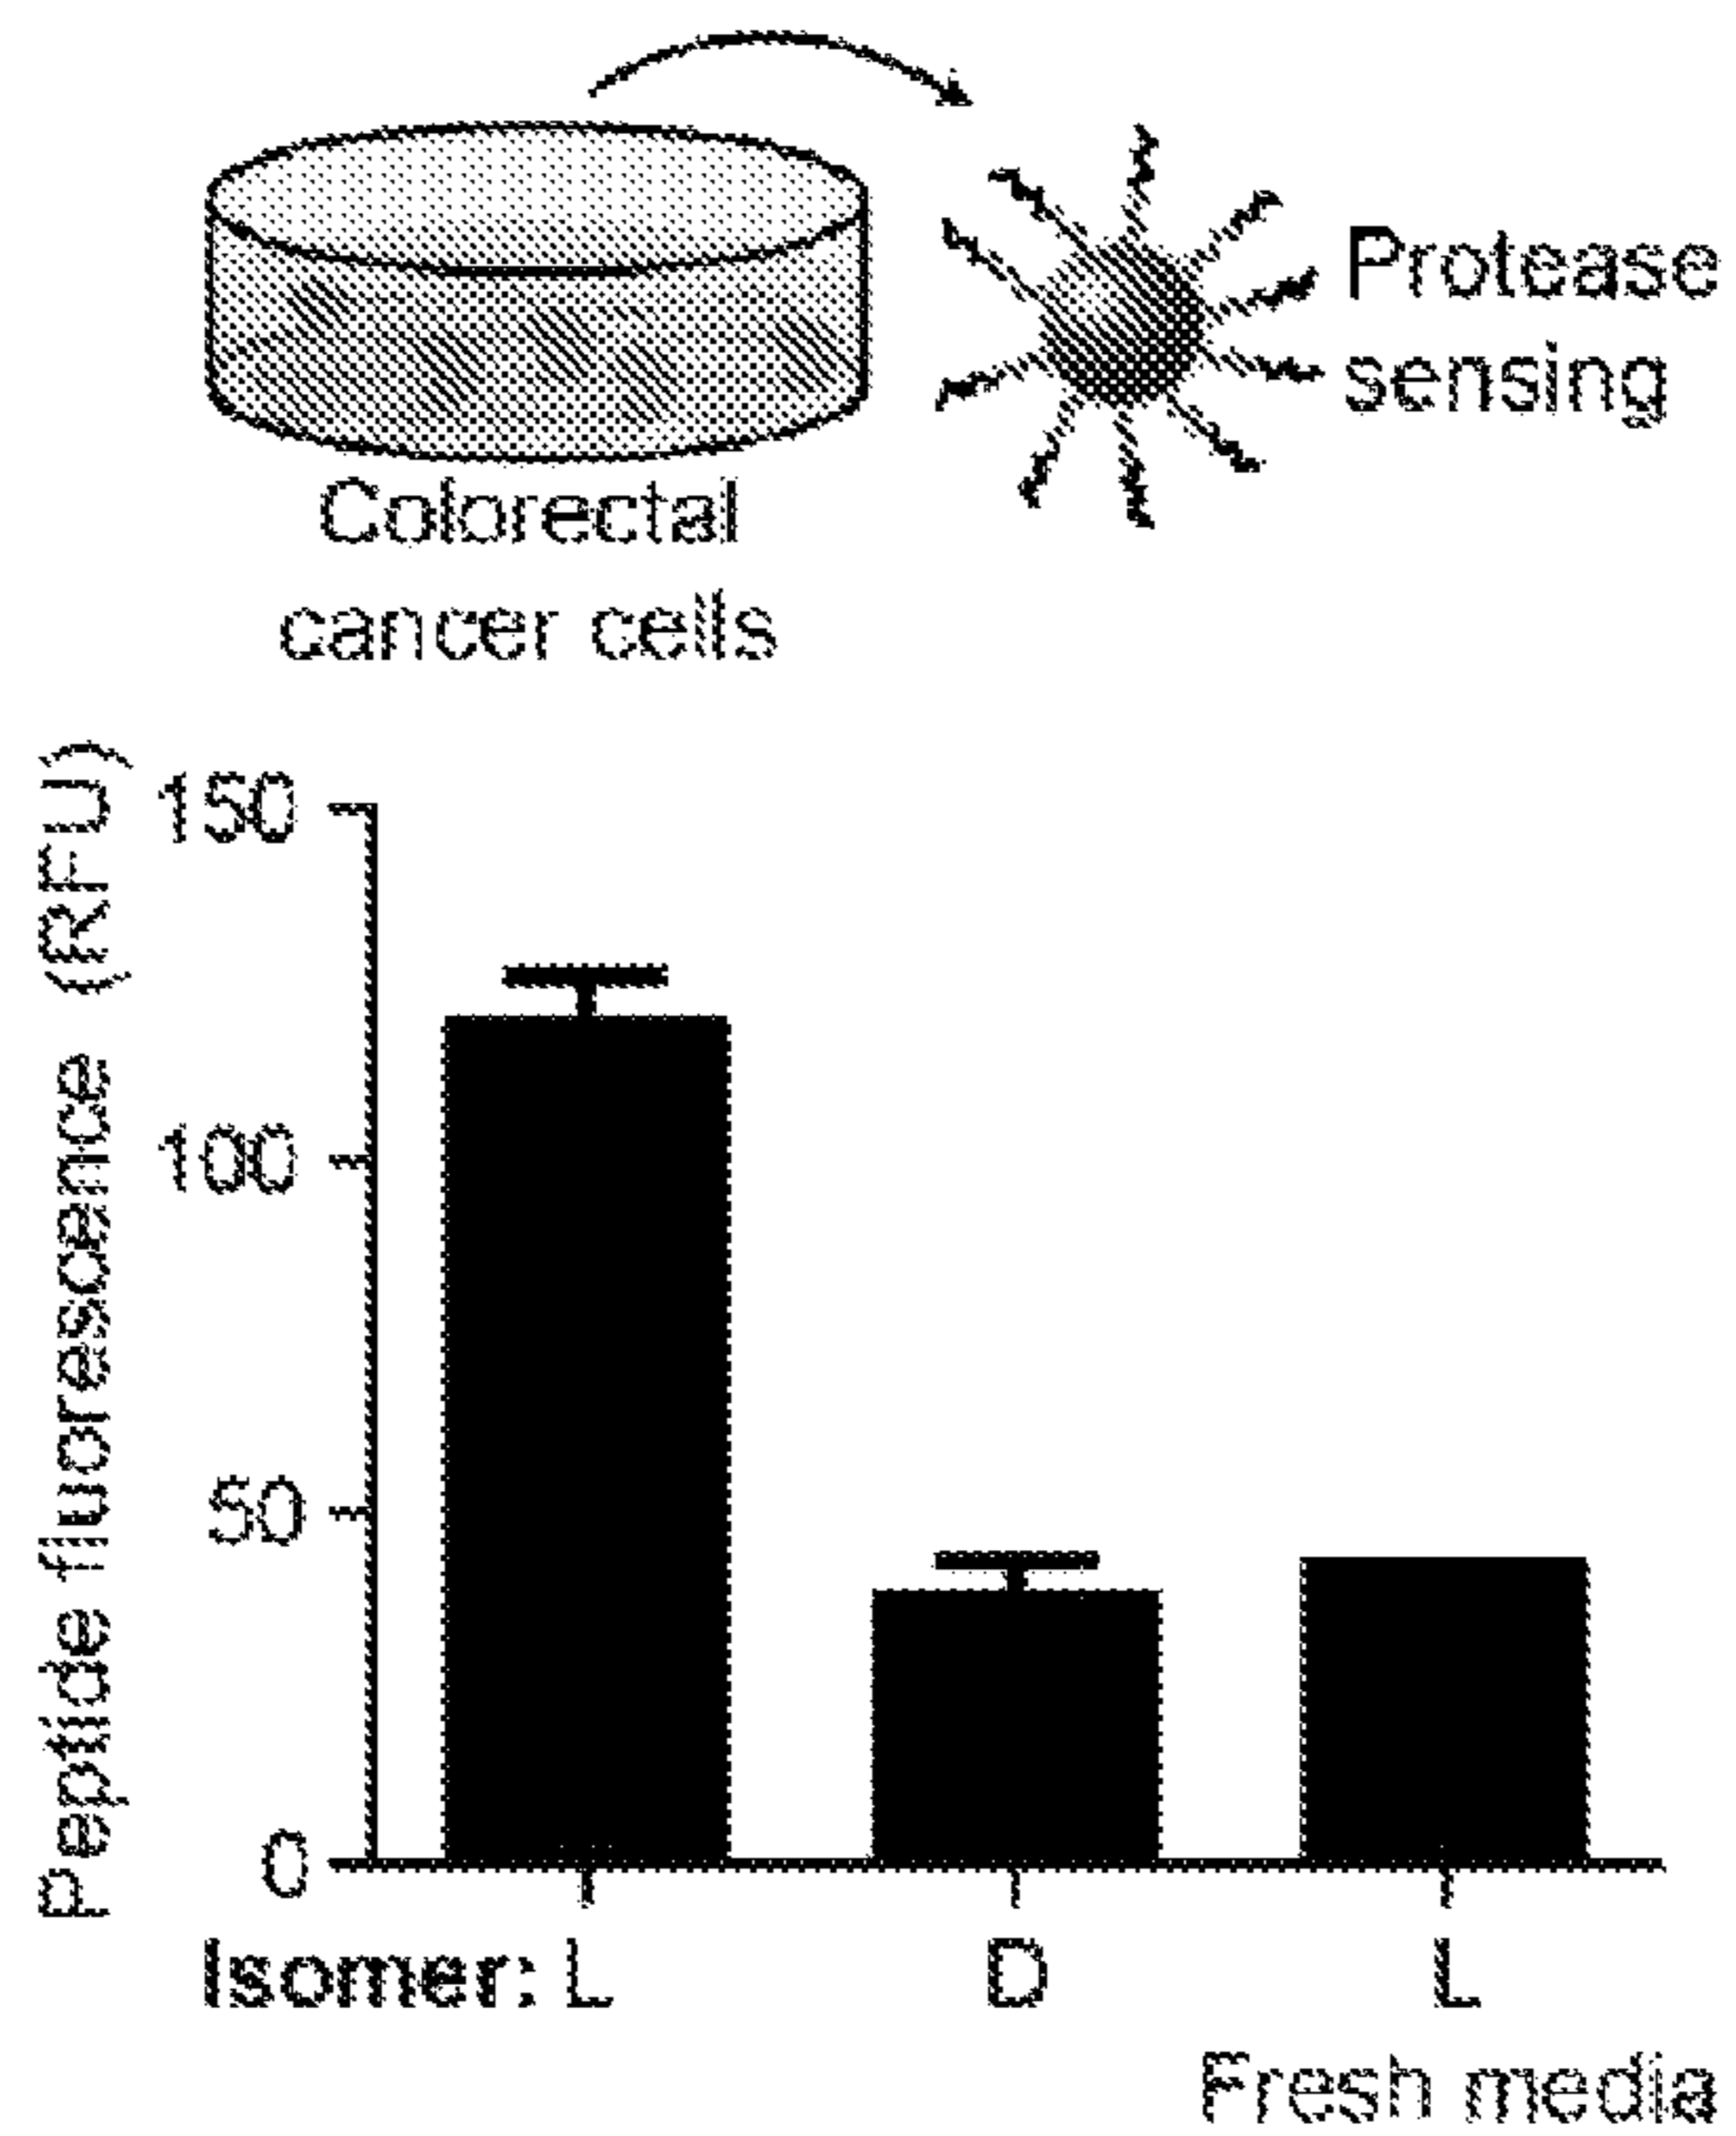 Protease
sensing
Colorectal
cancer cells
Peptide fluorescence (RFU)
150
100
50
0
Isomer: L D L
Fresh media